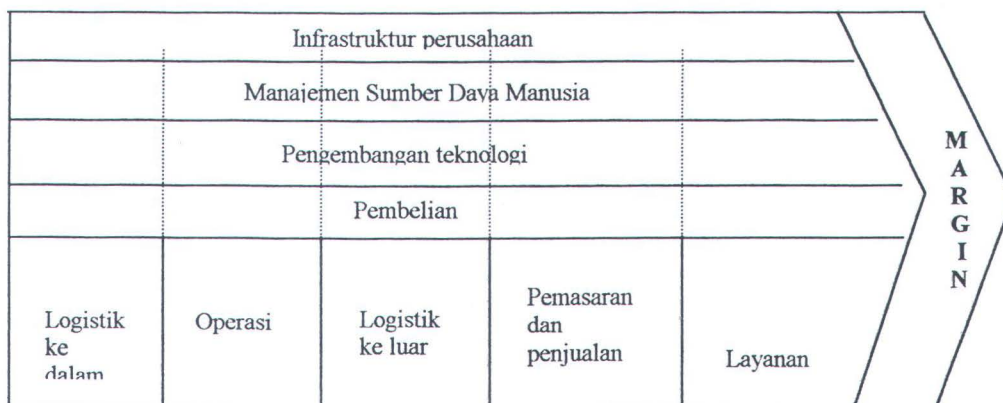 Infrastruktur perusahaan
Manajemen Sumber Daya Manusia
Pengembangan teknologi
Pembelian
Logistik
ke
dalam
Operasi
Logistik
ke luar
Pemasaran
dan
penjualan
Layanan
M
A
R
G
I
N